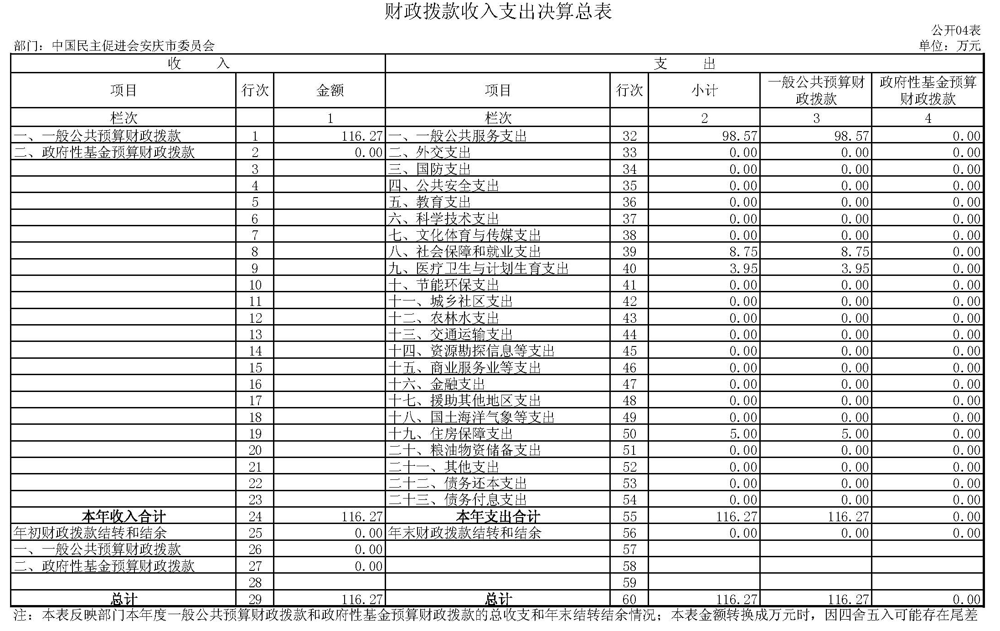 财政拨款收入支出决算总表
公开04表
部门：中国民主促进会安庆市委员会 单位：万元
收 入 支 出
项目 行次 金额 项目 行次 小计 一般公共预算财政拨款 政府性基金预算财政拨款
栏次 1 栏次 2 3 4
一、一般公共预算财政拨款 1 116.27 一、一般公共服务支出 32 98.57 98.57 0.00
二、政府性基金预算财政拨款 2 0.00 二、外交支出 33 0.00 0.00 0.00
3 三、国防支出 34 0.00 0.00 0.00
4 四、公共安全支出 35 0.00 0.00 0.00
5 五、教育支出 36 0.00 0.00 0.00
6 六、科学技术支出 37 0.00 0.00 0.00
7 七、文化体育与传媒支出 38 0.00 0.00 0.00
8 八、社会保障和就业支出 39 8.75 8.75 0.00
9 九、医疗卫生与计划生育支出 40 3.95 3.95 0.00
10 十、节能环保支出 41 0.00 0.00 0.00
11 十一、城乡社区支出 42 0.00 0.00 0.00
12 十二、农林水支出 43 0.00 0.00 0.00
13 十三、交通运输支出 44 0.00 0.00 0.00
14 十四、资源勘探信息等支出 45 0.00 0.00 0.00
15 十五、商业服务业等支出 46 0.00 0.00 0.00
16 十六、金融支出 47 0.00 0.00 0.00
17 十七、援助其他地区支出 48 0.00 0.00 0.00
18 十八、国土海洋气象等支出 49 0.00 0.00 0.00
19 十九、住房保障支出 50 5.00 5.00 0.00
20 二十、粮油物资储备支出 51 0.00 0.00 0.00
21 二十一、其他支出 52 0.00 0.00 0.00
22 二十二、债务还本支出 53 0.00 0.00 0.00
23 二十三、债务付息支出 54 0.00 0.00 0.00
本年收入合计 24 116.27 本年支出合计 55 116.27 116.27 0.00
年初财政拨款结转和结余 25 0.00 年末财政拨款结转和结余 56 0.00 0.00 0.00
一、一般公共预算财政拨款 26 0.00 57
二、政府性基金预算财政拨款 27 0.00 58
28 59
总计 29 116.27 总计 60 116.27 116.27 0.00
注：本表反映部门本年度一般公共预算财政拨款和政府性基金预算财政拨款的总收支和年末结转结余情况；本表金额转换成万元时，因四舍五入可能存在尾差